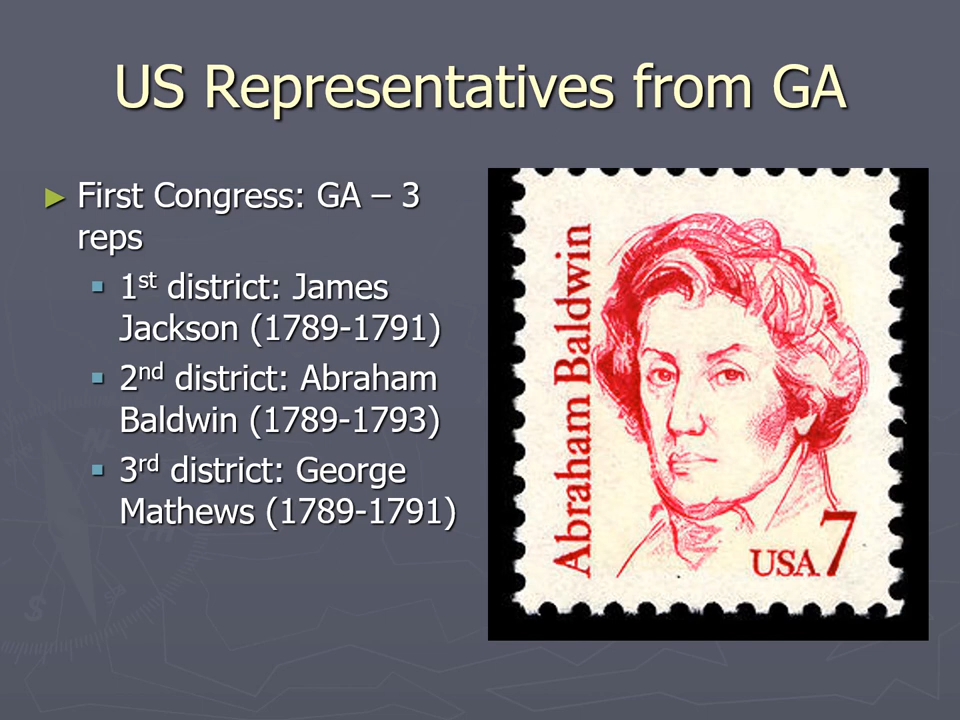 US Representatives from GA
► First Congress: GA – 3
reps
▪ 1st district: James
Jackson (1789-1791)
▪ 2nd district: Abraham
Baldwin (1789-1793)
▪ 3rd district: George
Mathews (1789-1791)
Abraham Baldwin
USA 7
N
S